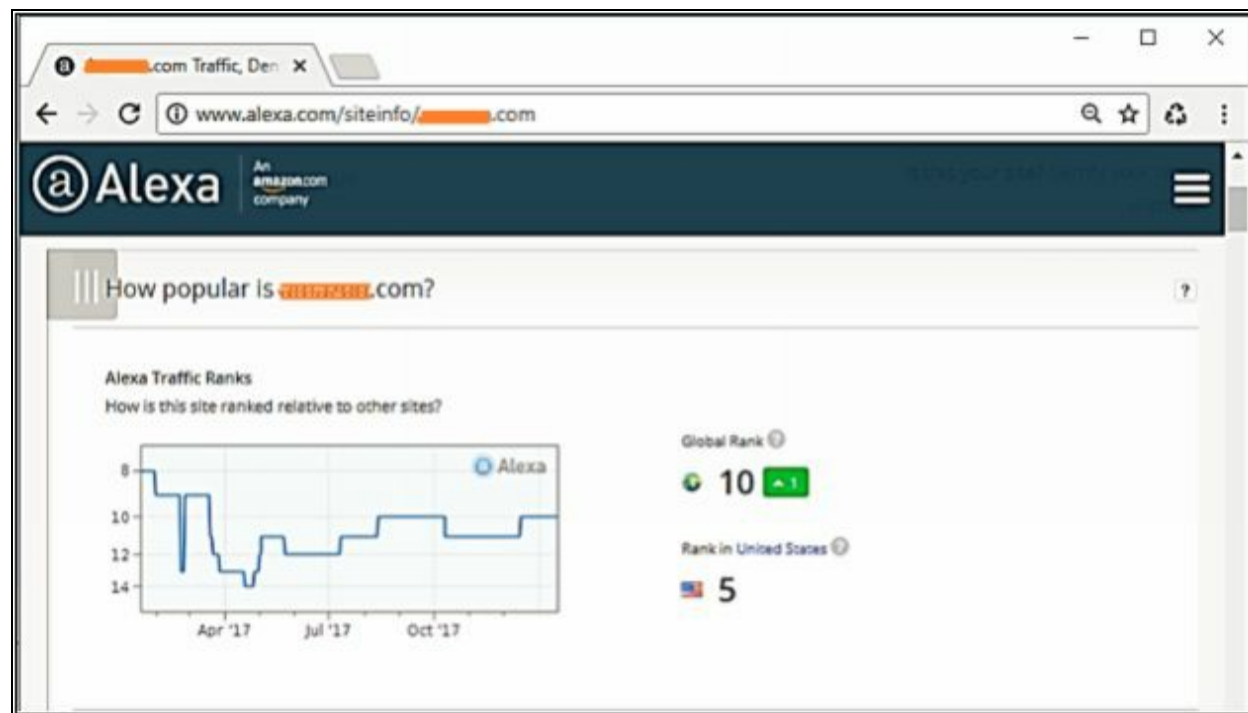 .com Traffic, Den
www.alexa.com/siteinfo/ .com
a Alexa
An
amazon.com
company
How popular is .com?
?
Alexa Traffic Ranks
How is this site ranked relative to other sites?
Alexa
8
10
12
14
Apr '17 Jul '17 Oct '17
Global Rank ?
10 1
Rank in United States ?
5